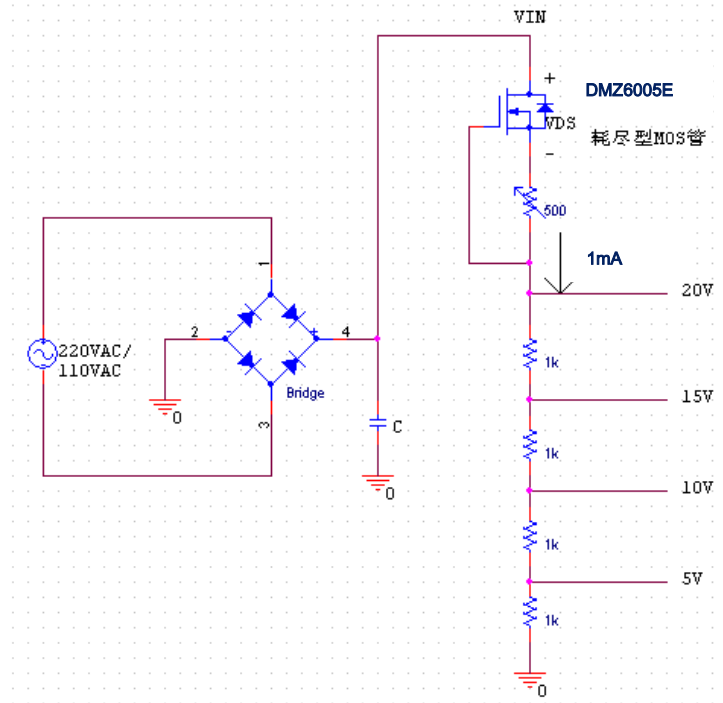 VIN
+
DMZ6005E
VDS
耗尽型MOS管
-
500
1mA
20V
1
2
-
+
4
220VAC/
110VAC
Bridge
0
3
C
0
1k
15V
1k
10V
1k
5V
1k
0